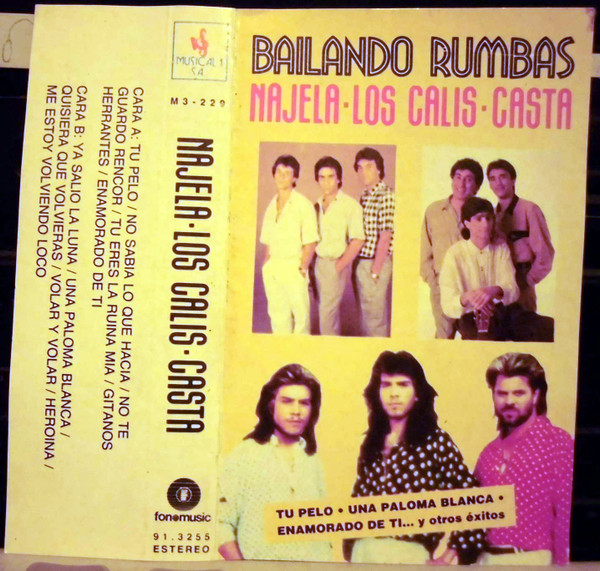 MUSICAL 1
S.A.
M3-229
NAJELA·LOS CALIS·CASTA
fonomusic
91.3255
ESTEREO
CARA A: TU PELO / NO SABIA LO QUE HACIA / NO TE
GUARDO RENCOR / TU ERES LA RUINA MIA / GITANOS
HERRANTES / ENAMORADO DE TI
CARA B: YA SALIO LA LUNA / UNA PALOMA BLANCA /
QUISIERA QUE VOLVIERAS / VOLAR Y VOLAR / HEROINA /
ME ESTOY VOLVIENDO LOCO
BAILANDO RUMBAS
NAJELA·LOS CALIS·CASTA
TU PELO • UNA PALOMA BLANCA •
ENAMORADO DE TI... y otros éxitos